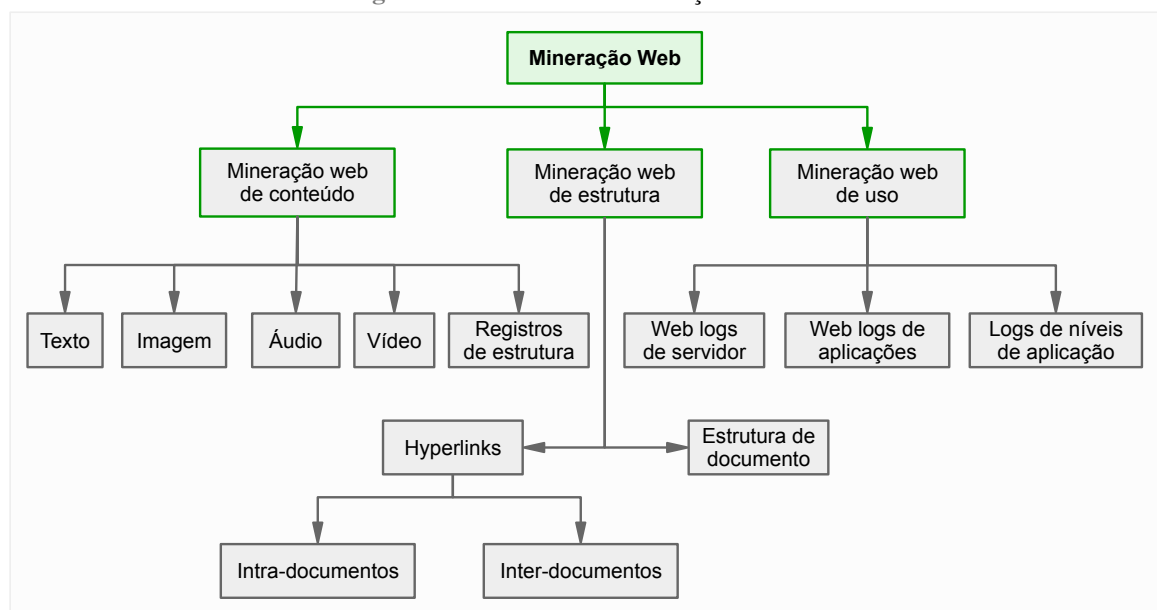 Mineração Web
Mineração web
de conteúdo
Mineração web
de estrutura
Mineração web
de uso
Texto
Imagem
Áudio
Vídeo
Registros
de estrutura
Web logs
de servidor
Web logs de
aplicações
Logs de níveis
de aplicação
Hyperlinks
Estrutura de
documento
Intra-documentos
Inter-documentos